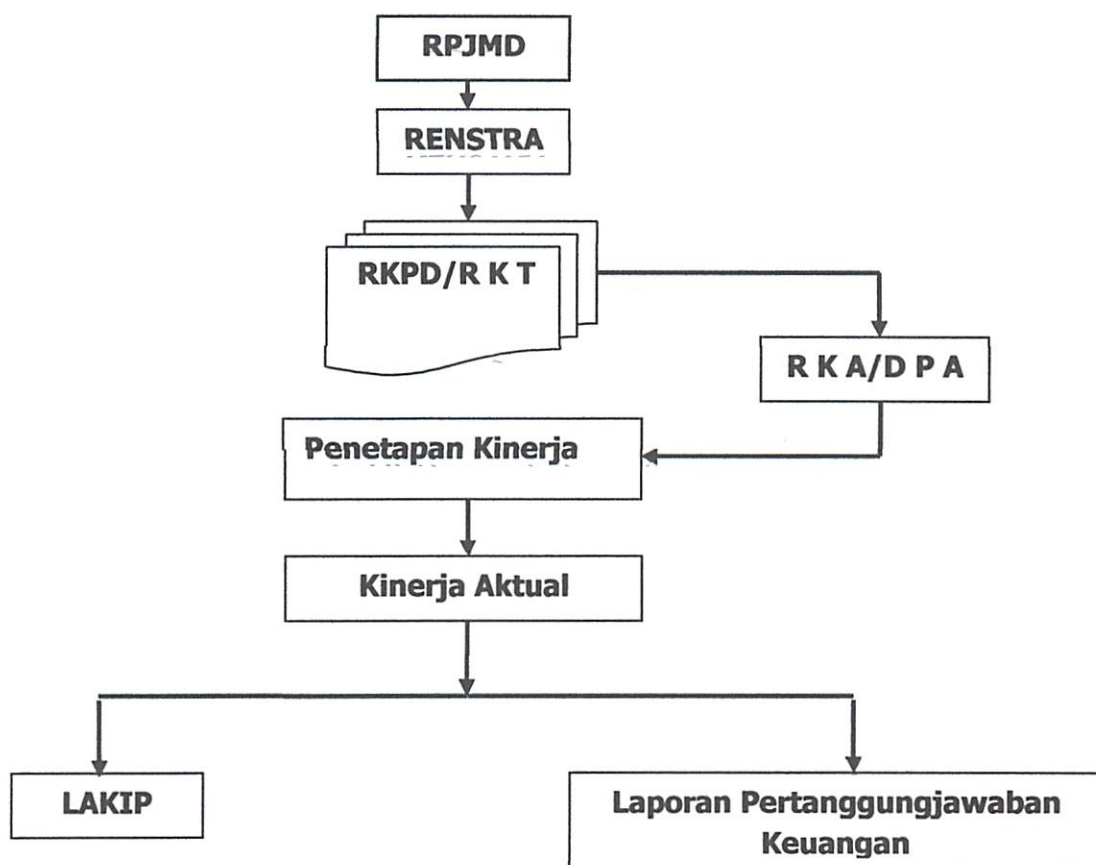 RPJMD
RENSTRA
RKPD/R K T
R K A/D P A
Penetapan Kinerja
Kinerja Aktual
LAKIP
Laporan Pertanggungjawaban
Keuangan